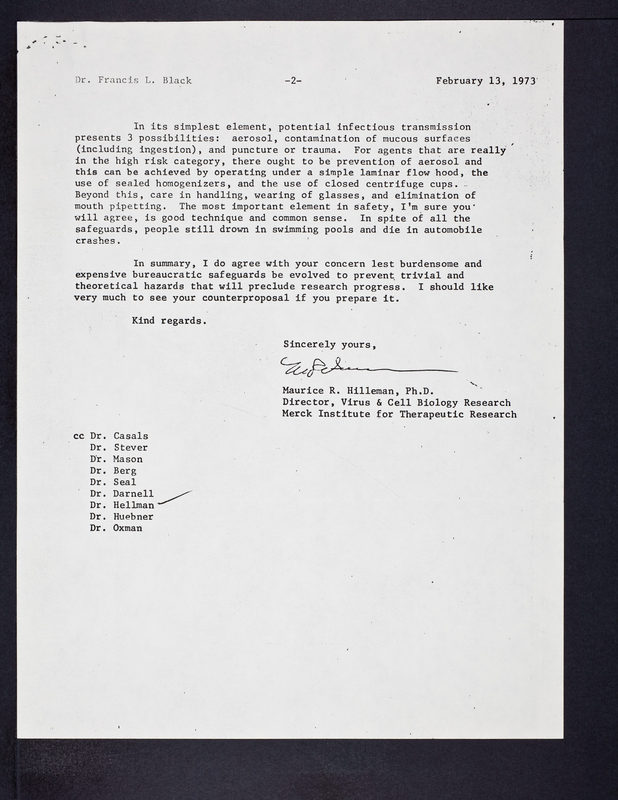 Dr. Francis L. Black -2- February 13, 1973
In its simplest element, potential infectious transmission
presents 3 possibilities: aerosol, contamination of mucous surfaces
(including ingestion), and puncture or trauma. For agents that are really
in the high risk category, there ought to be prevention of aerosol and
this can be achieved by operating under a simple laminar flow hood, the
use of sealed homogenizers, and the use of closed centrifuge cups.
Beyond this, care in handling, wearing of glasses, and elimination of
mouth pipetting. The most important element in safety, I'm sure you
will agree, is good technique and common sense. In spite of all the
safeguards, people still drown in swimming pools and die in automobile
crashes.
In summary, I do agree with your concern lest burdensome and
expensive bureaucratic safeguards be evolved to prevent trivial and
theoretical hazards that will preclude research progress. I should like
very much to see your counterproposal if you prepare it.
Kind regards.
Sincerely yours,
Maurice R. Hilleman, Ph.D.
Director, Virus & Cell Biology Research
Merck Institute for Therapeutic Research
cc Dr. Casals
Dr. Stever
Dr. Mason
Dr. Berg
Dr. Seal
Dr. Darnell
Dr. Hellman
Dr. Huebner
Dr. Oxman